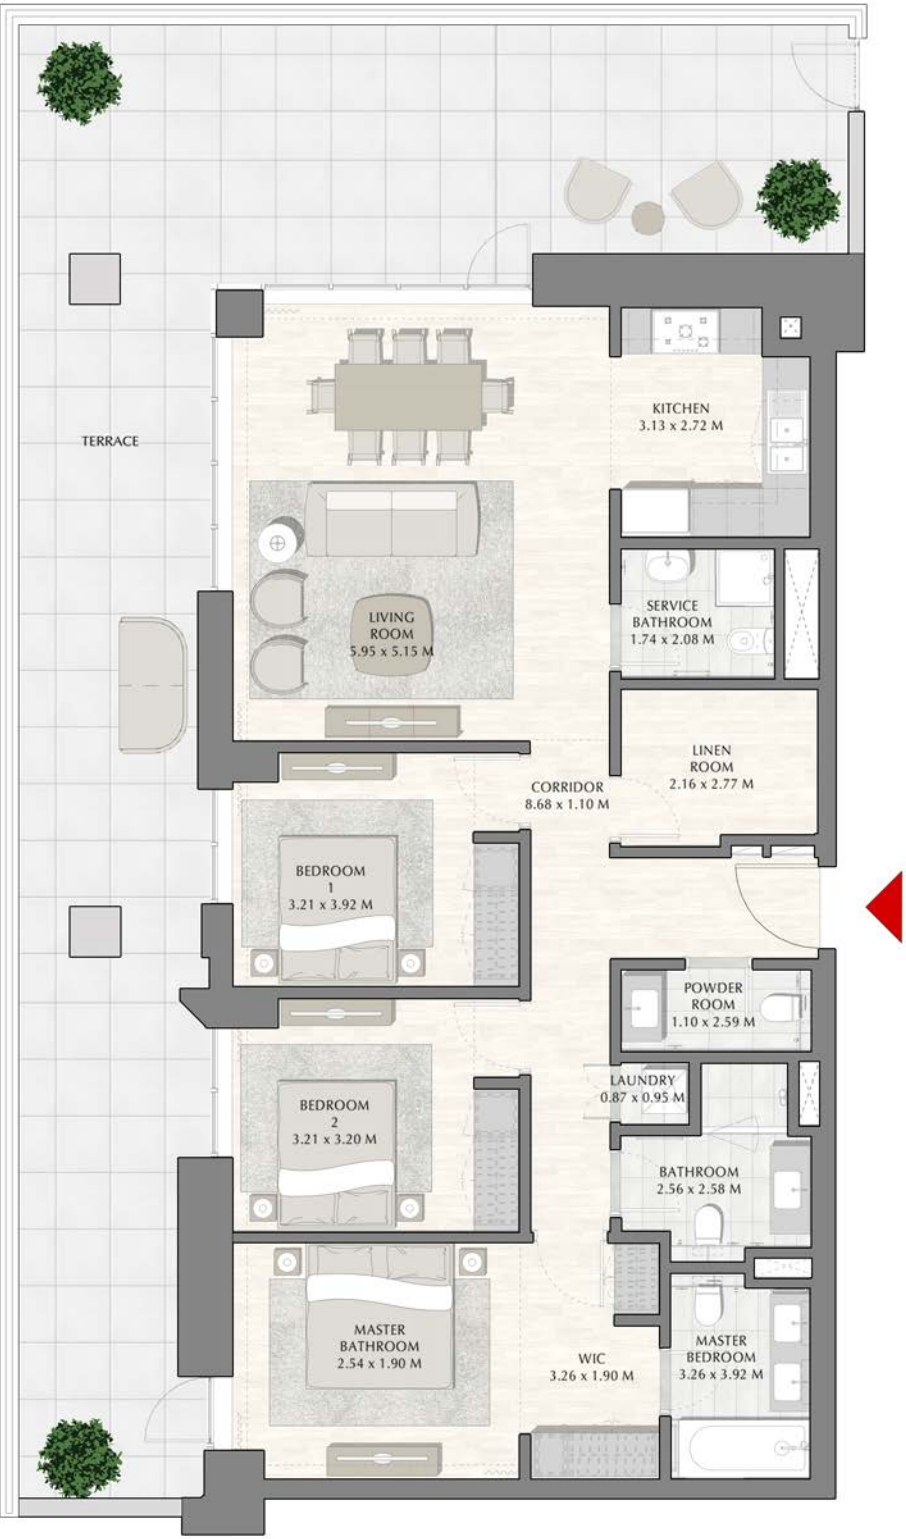 KITCHEN
3.13 x 2.72 M
TERRACE
SERVICE
BATHROOM
1.74 x 2.08 M
LIVING
ROOM
5.95 x 5.15 M
LINEN
ROOM
2.16 x 2.77 M
CORRIDOR
8.68 x 1.10 M
BEDROOM
1
3.21 x 3.92 M
POWDER
ROOM
1.10 x 2.59 M
LAUNDRY
0.87 x 0.95 M
BEDROOM
2
3.21 x 3.20 M
BATHROOM
2.56 x 2.58 M
MASTER
BATHROOM
2.54 x 1.90 M
WIC
3.26 x 1.90 M
MASTER
BEDROOM
3.26 x 3.92 M